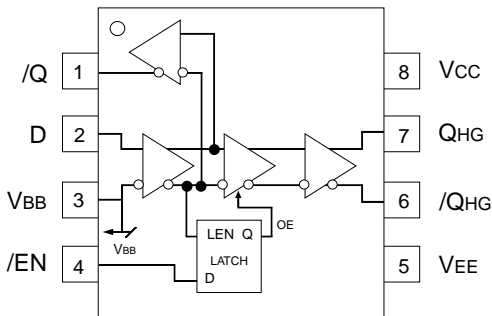 /Q 1
8 VCC
D 2
7 QHG
VBB 3
6 /QHG
VBB
OE
LEN Q
LATCH
D
/EN 4
5 VEE